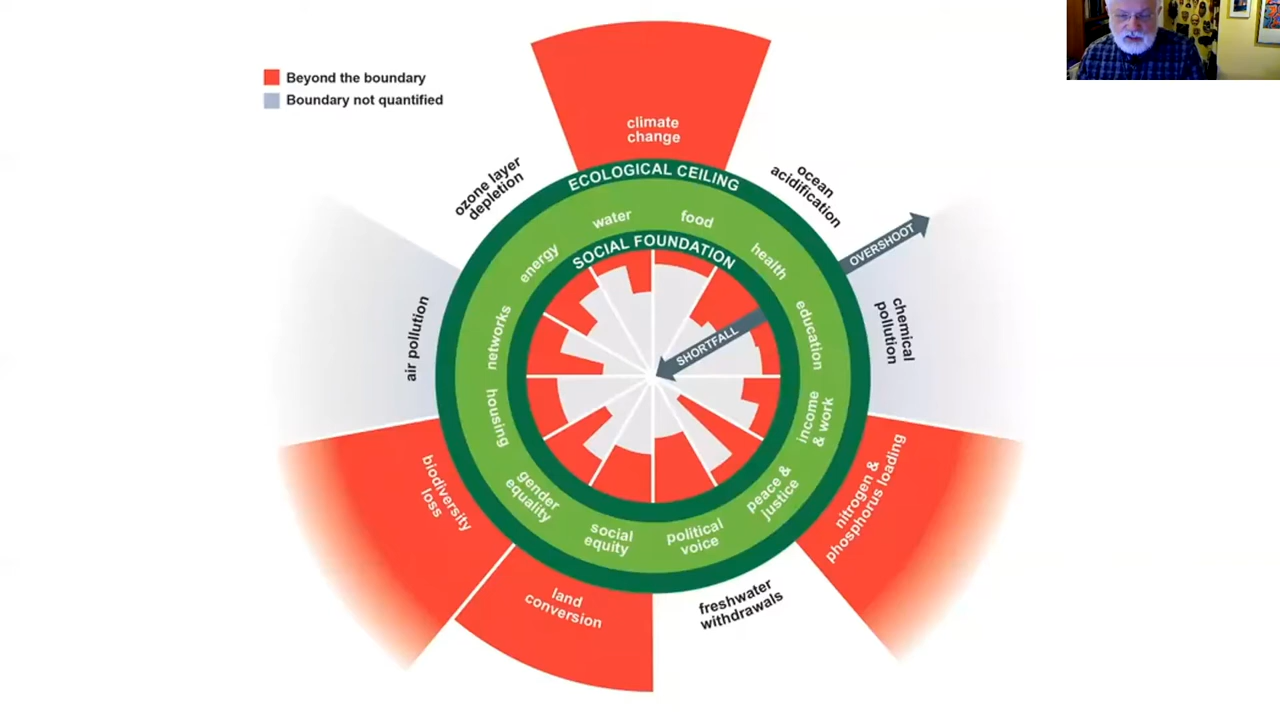 Beyond the boundary
Boundary not quantified
climate
change
ozone layer
depletion
ocean
acidification
ECOLOGICAL CEILING
water
food
energy
health
SOCIAL FOUNDATION
OVERSHOOT
SHORTFALL
air pollution
networks
education
chemical
pollution
housing
income
& work
biodiversity
loss
gender
equality
social
equity
political
voice
peace &
justice
nitrogen &
phosphorus loading
land
conversion
freshwater
withdrawals